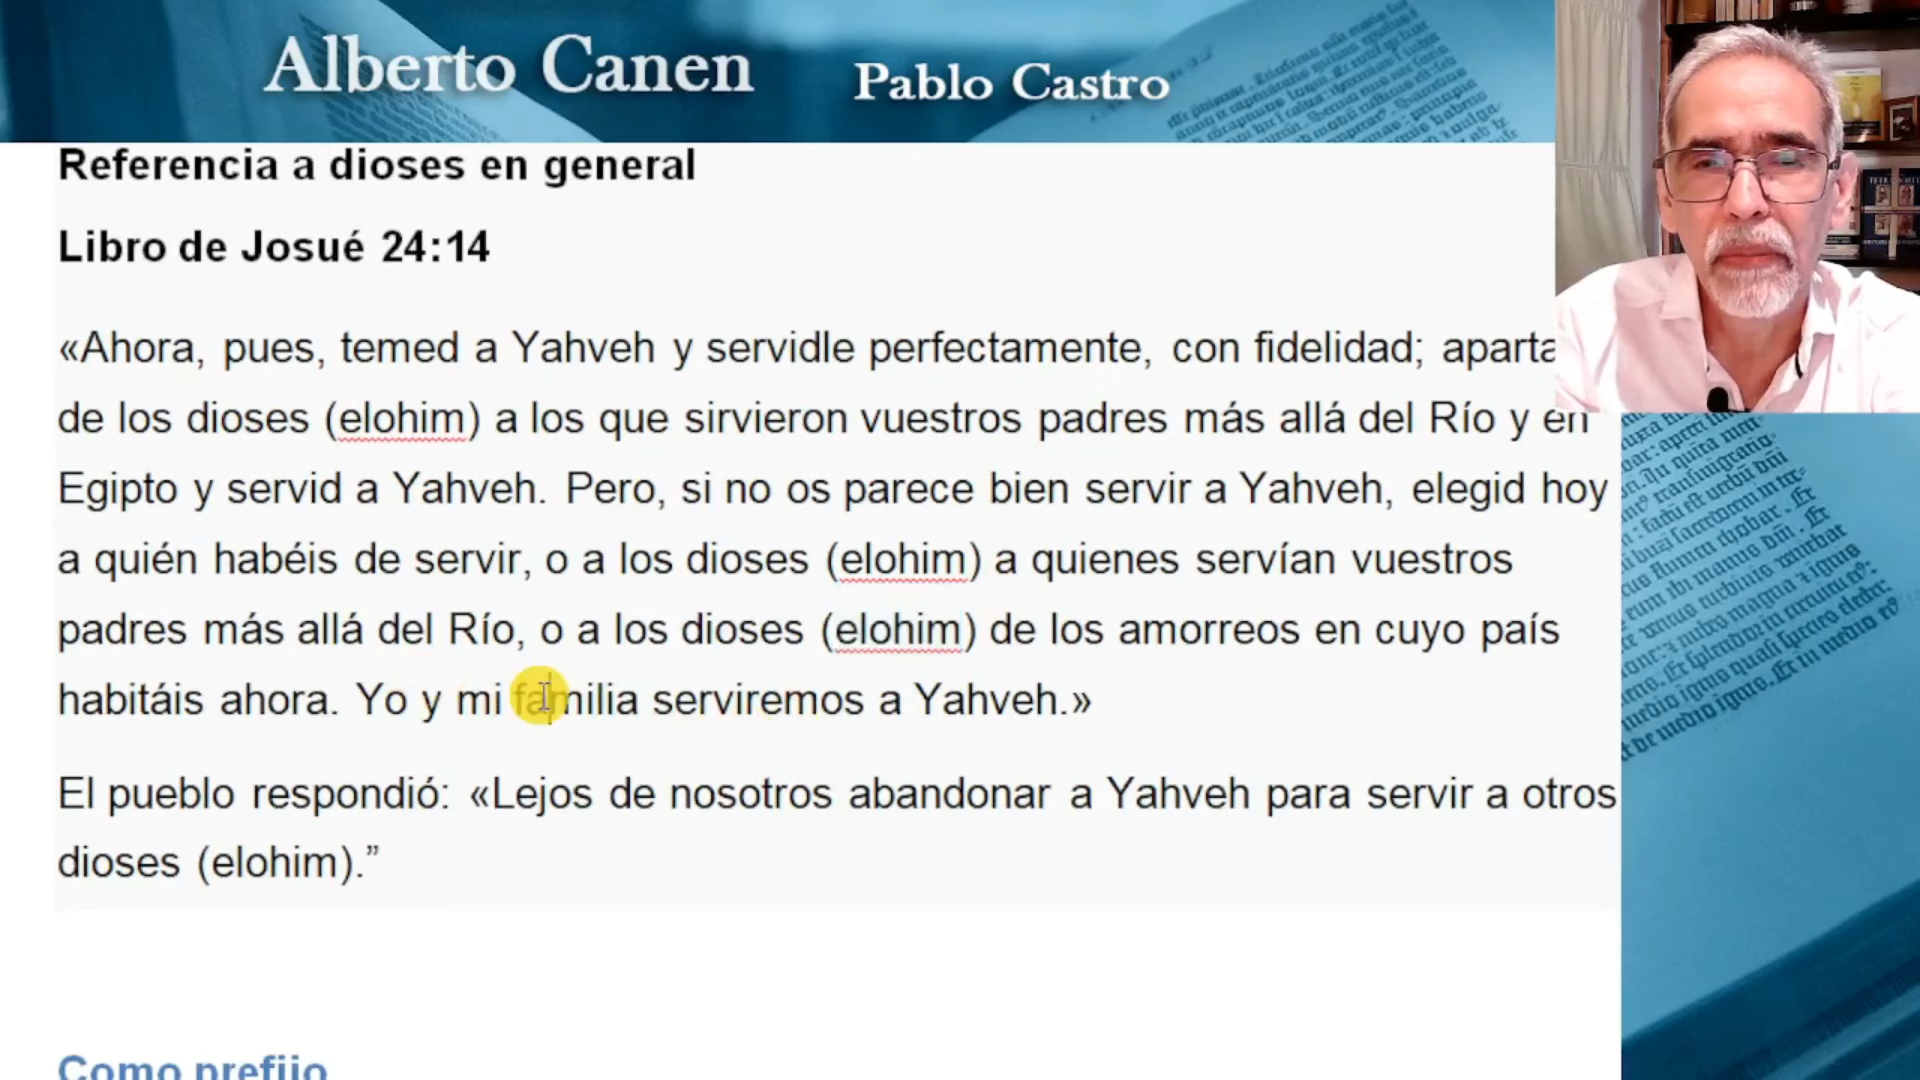 Alberto Canen
Pablo Castro
Referencia a dioses en general
Libro de Josué 24:14
«Ahora, pues, temed a Yahveh y servidle perfectamente, con fidelidad; aparta
de los dioses (elohim) a los que sirvieron vuestros padres más allá del Río y en
Egipto y servid a Yahveh. Pero, si no os parece bien servir a Yahveh, elegid hoy
a quién habéis de servir, o a los dioses (elohim) a quienes servían vuestros
padres más allá del Río, o a los dioses (elohim) de los amorreos en cuyo país
habitáis ahora. Yo y mi familia serviremos a Yahveh.»
El pueblo respondió: «Lejos de nosotros abandonar a Yahveh para servir a otros
dioses (elohim).”
Como prefijo